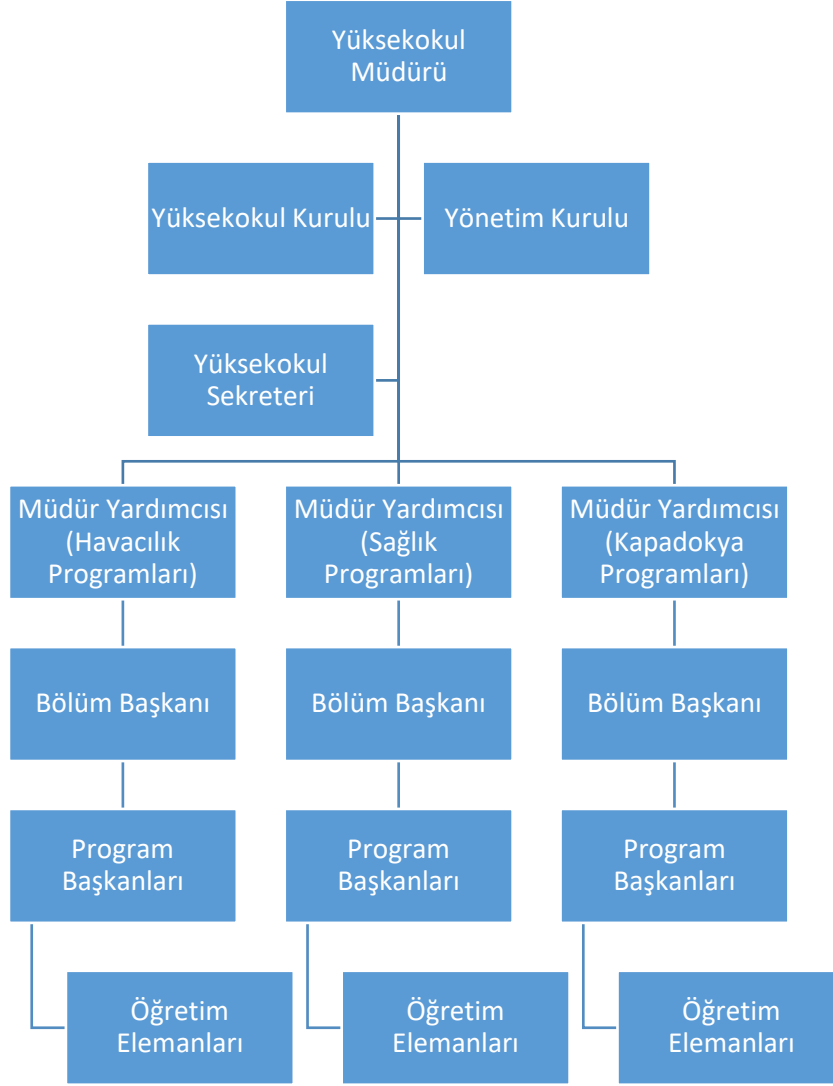 Yüksekokul
Müdürü
Yüksekokul Kurulu
Yönetim Kurulu
Yüksekokul
Sekreteri
Müdür Yardımcısı
(Havacılık
Programları)
Müdür Yardımcısı
(Sağlık
Programları)
Müdür Yardımcısı
(Kapadokya
Programları)
Bölüm Başkanı
Bölüm Başkanı
Bölüm Başkanı
Program
Başkanları
Program
Başkanları
Program
Başkanları
Öğretim
Elemanları
Öğretim
Elemanları
Öğretim
Elemanları